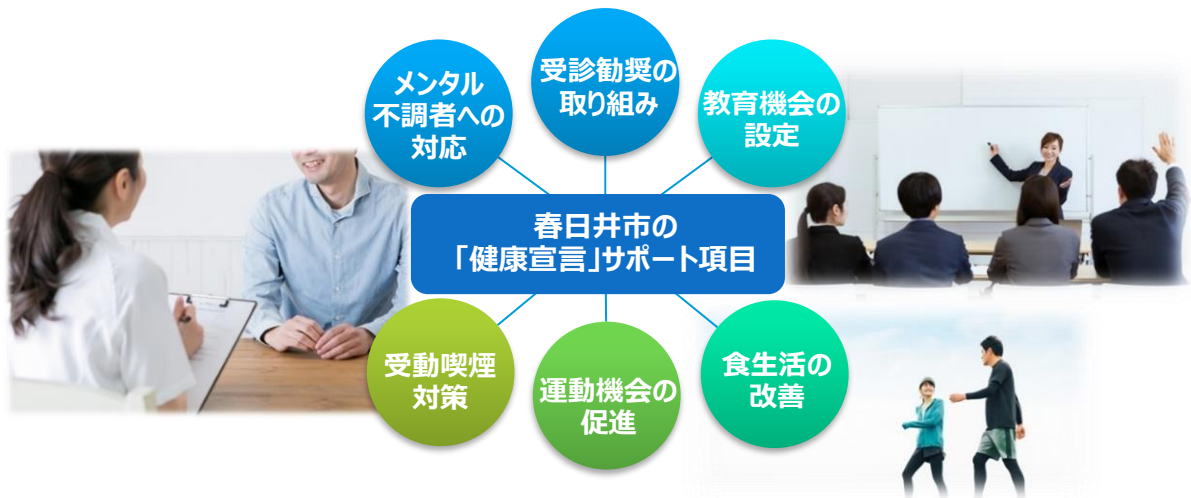 メンタル
不調者への
対応
受診勧奨の
取り組み
教育機会の
設定
春日井市の
「健康宣言」サポート項目
受動喫煙
対策
運動機会の
促進
食生活の
改善